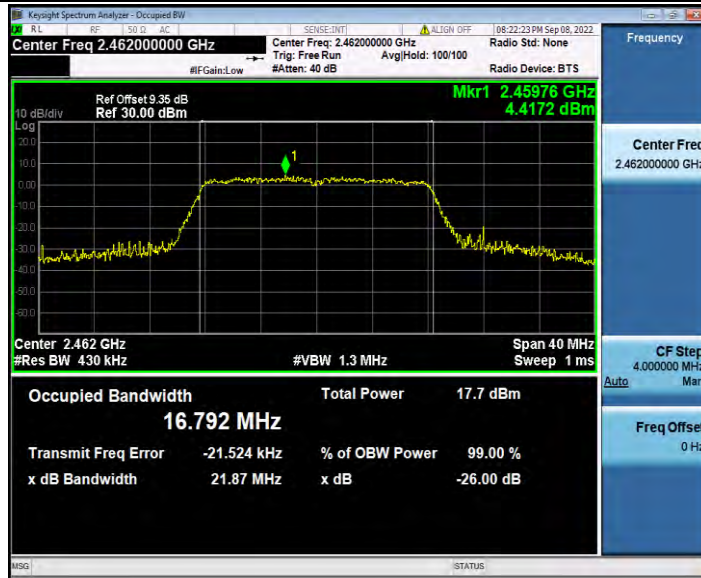 Keysight Spectrum Analyzer - Occupied BW
RL RF 50 Ω AC SENSE:INT ALIGN OFF 08:22:23 PM Sep 08, 2022
Center Freq 2.462000000 GHz
Center Freq: 2.462000000 GHz
Radio Std: None
Trig: Free Run Avg|Hold: 100/100
#IFGain:Low #Atten: 40 dB Radio Device: BTS
Frequency
Ref Offset 9.35 dB
10 dB/div Ref 30.00 dBm
Mkr1 2.45976 GHz
4.4172 dBm
Log
20.0
10.0
0.00
-10.0
-20.0
-30.0
-40.0
-50.0
-60.0
1
Center 2.462 GHz Span 40 MHz
#Res BW 430 kHz #VBW 1.3 MHz Sweep 1 ms
Center Freq
2.462000000 GHz
CF Step
4.000000 MHz
Auto Man
Freq Offset
0 Hz
Occupied Bandwidth Total Power 17.7 dBm
16.792 MHz
Transmit Freq Error -21.524 kHz % of OBW Power 99.00 %
x dB Bandwidth 21.87 MHz x dB -26.00 dB
MSG STATUS